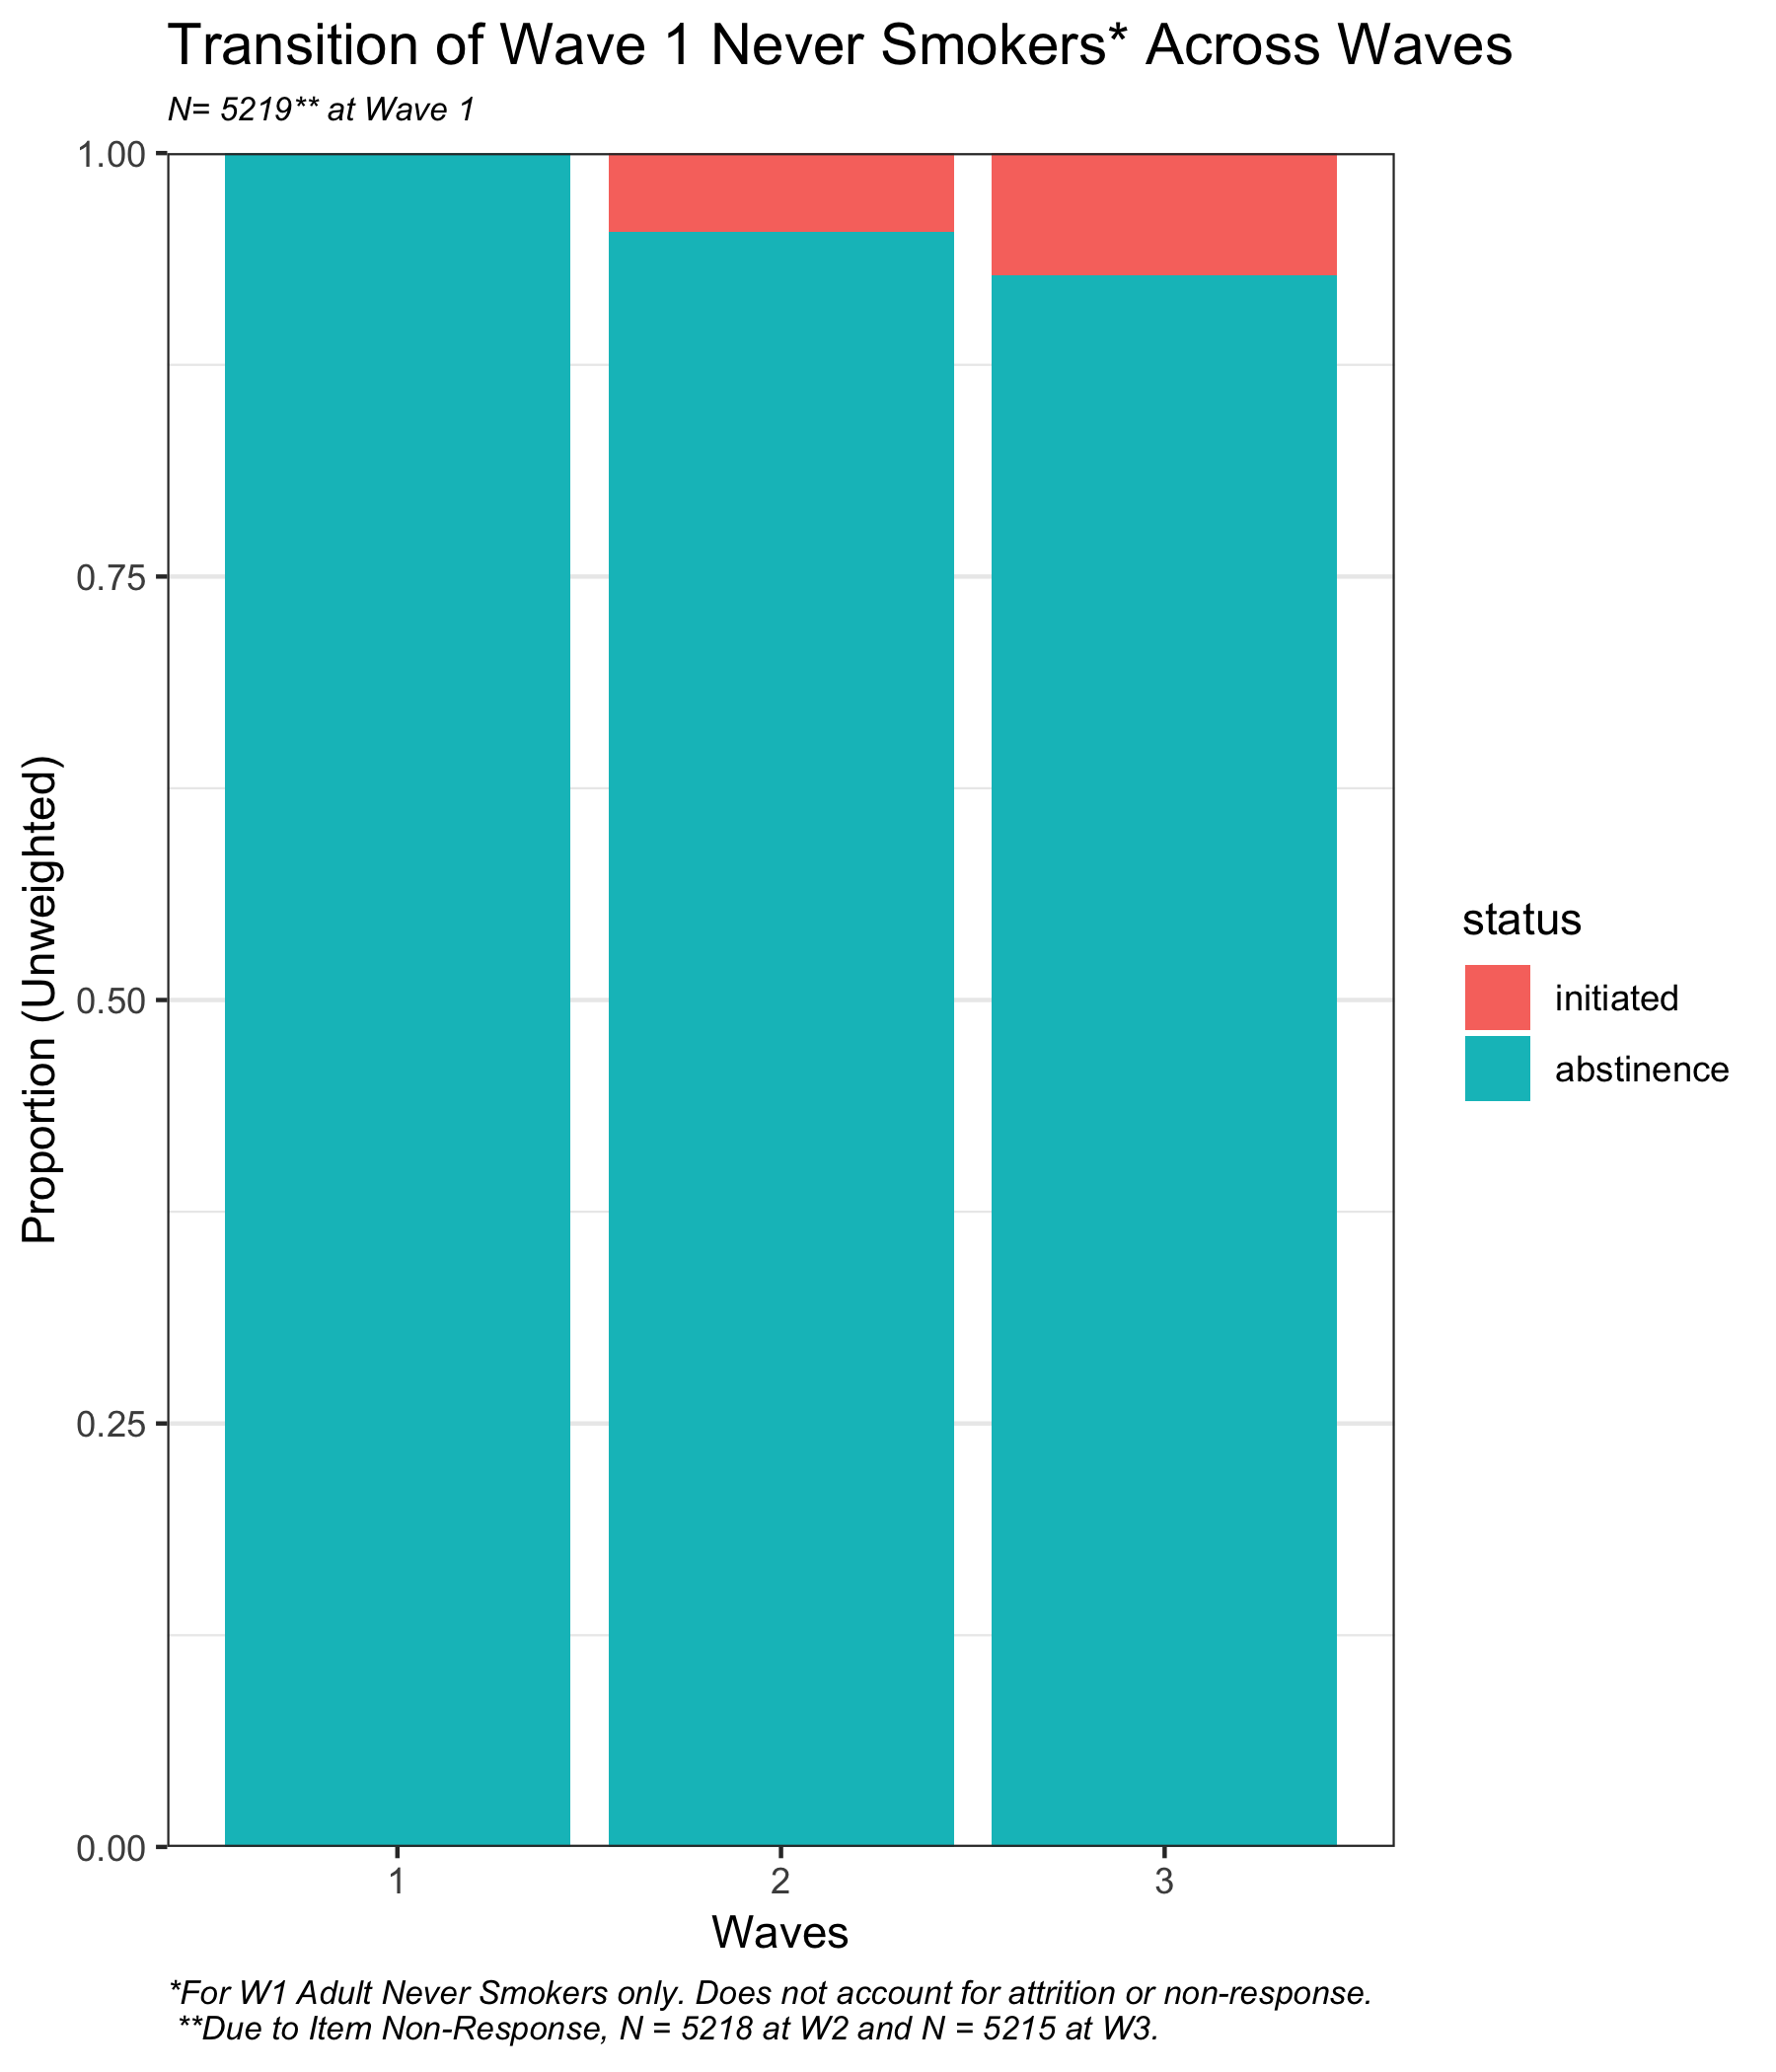 Transition of Wave 1 Never Smokers* Across Waves
N= 5219** at Wave 1
1.00
0.75
0.50
0.25
0.00
Proportion (Unweighted)
1 2 3
Waves
status
initiated
abstinence
*For W1 Adult Never Smokers only. Does not account for attrition or non-response.
**Due to Item Non-Response, N = 5218 at W2 and N = 5215 at W3.